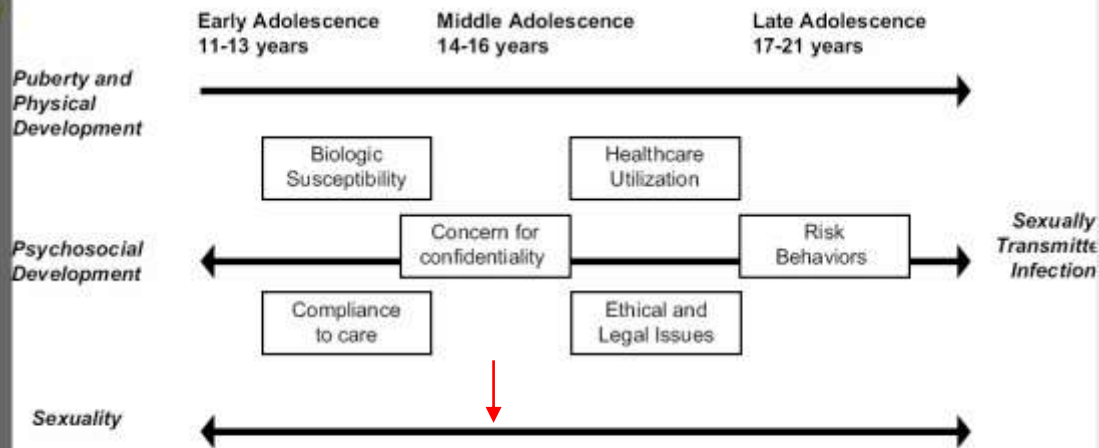 Early Adolescence
11-13 years
Middle Adolescence
14-16 years
Late Adolescence
17-21 years
Puberty and
Physical
Development
Biologic
Susceptibility
Healthcare
Utilization
Psychosocial
Development
Concern for
confidentiality
Risk
Behaviors
Sexually
Transmitte
Infection
Compliance
to care
Ethical and
Legal Issues
Sexuality